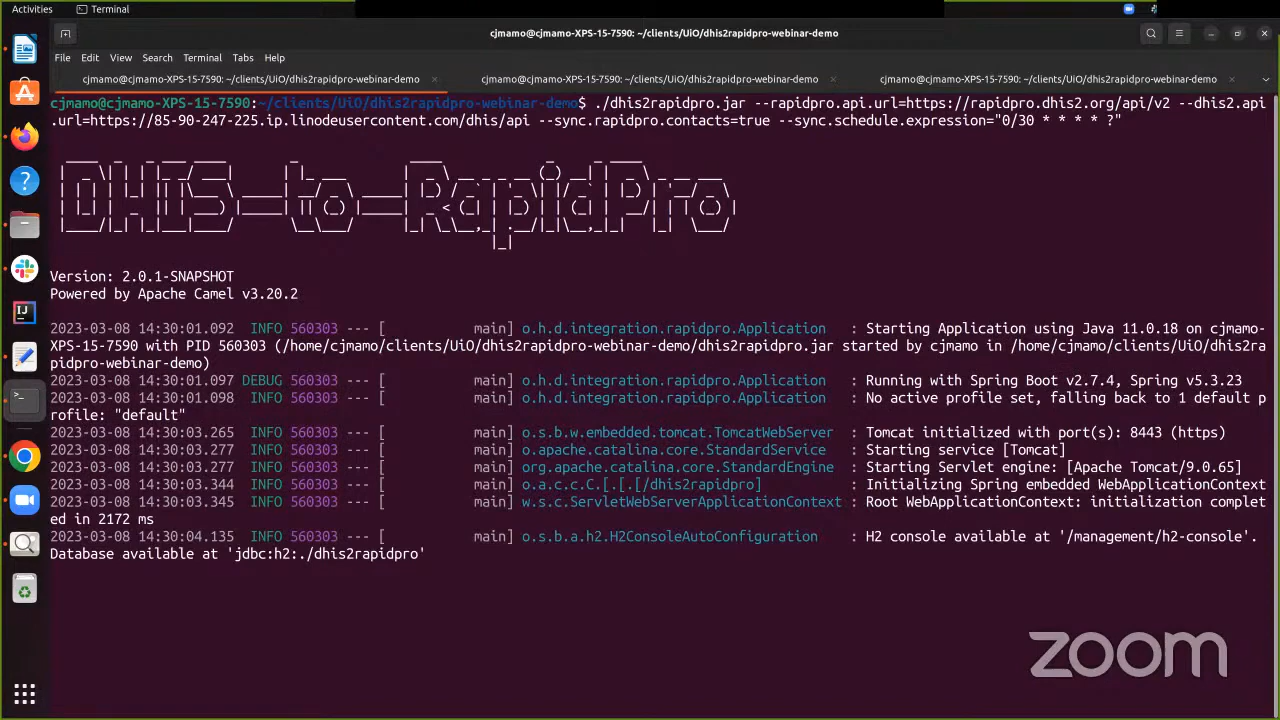 Activities Terminal
cjmamo@cjmamo-XPS-15-7590: ~/clients/UiO/dhis2rapidpro-webinar-demo
File Edit View Search Terminal Tabs Help
cjmamo@cjmamo-XPS-15-7590: ~/clients/UiO/dhis2rapidpro-webinar-demo × cjmamo@cjmamo-XPS-15-7590: ~/clients/UiO/dhis2rapidpro-webinar-demo × cjmamo@cjmamo-XPS-15-7590: ~/clients/UiO/dhis2rapidpro-webinar-demo ×
cjmamo@cjmamo-XPS-15-7590:~/clients/UiO/dhis2rapidpro-webinar-demo$ ./dhis2rapidpro.jar --rapidpro.api.url=https://rapidpro.dhis2.org/api/v2 --dhis2.api
.url=https://85-90-247-225.ip.linodeusercontent.com/dhis/api --sync.rapidpro.contacts=true --sync.schedule.expression="0/30 * * * * ?"
DHIS-to-RapidPro
Version: 2.0.1-SNAPSHOT
Powered by Apache Camel v3.20.2
2023-03-08 14:30:01.092 INFO 560303 --- [ main] o.h.d.integration.rapidpro.Application : Starting Application using Java 11.0.18 on cjmamo-
XPS-15-7590 with PID 560303 (/home/cjmamo/clients/UiO/dhis2rapidpro-webinar-demo/dhis2rapidpro.jar started by cjmamo in /home/cjmamo/clients/UiO/dhis2ra
pidpro-webinar-demo)
2023-03-08 14:30:01.097 DEBUG 560303 --- [ main] o.h.d.integration.rapidpro.Application : Running with Spring Boot v2.7.4, Spring v5.3.23
2023-03-08 14:30:01.098 INFO 560303 --- [ main] o.h.d.integration.rapidpro.Application : No active profile set, falling back to 1 default p
rofile: "default"
2023-03-08 14:30:03.265 INFO 560303 --- [ main] o.s.b.w.embedded.tomcat.TomcatWebServer : Tomcat initialized with port(s): 8443 (https)
2023-03-08 14:30:03.277 INFO 560303 --- [ main] o.apache.catalina.core.StandardService : Starting service [Tomcat]
2023-03-08 14:30:03.277 INFO 560303 --- [ main] org.apache.catalina.core.StandardEngine : Starting Servlet engine: [Apache Tomcat/9.0.65]
2023-03-08 14:30:03.344 INFO 560303 --- [ main] o.a.c.c.C.[.[.[/dhis2rapidpro] : Initializing Spring embedded WebApplicationContext
2023-03-08 14:30:03.345 INFO 560303 --- [ main] w.s.c.ServletWebServerApplicationContext : Root WebApplicationContext: initialization complet
ed in 2172 ms
2023-03-08 14:30:04.135 INFO 560303 --- [ main] o.s.b.a.h2.H2ConsoleAutoConfiguration : H2 console available at '/management/h2-console'.
Database available at 'jdbc:h2:./dhis2rapidpro'
zoom